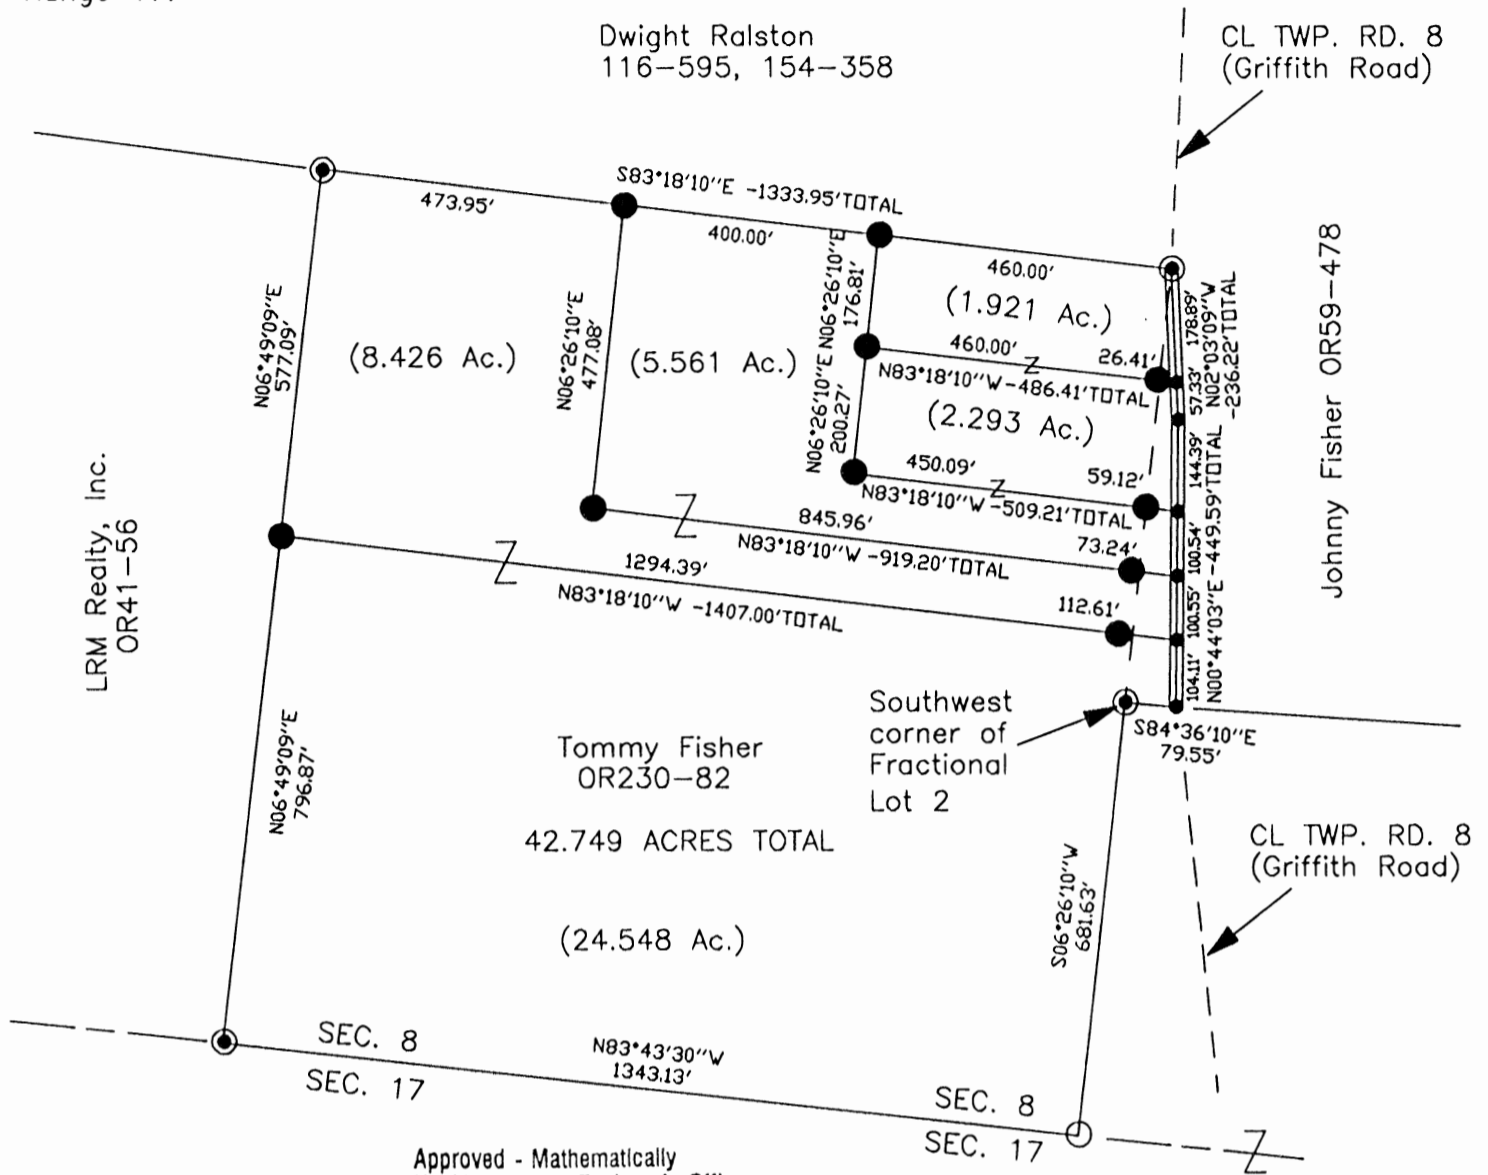 Dwight Ralston
116-595, 154-358
CL TWP. RD. 8
(Griffith Road)
S83°18'10"E -1333.95'TOTAL
473.95'
400.00'
460.00'
N06°49'09"E
577.09'
(8.426 Ac.)
N06°26'10"E
477.08'
(5.561 Ac.)
N06°26'10"E
176.81'
(1.921 Ac.)
460.00'
26.41'
N83°18'10"W-486.41'TOTAL
178.89'
57.33'
N02°03'09"W
-236.22'TOTAL
Johnny Fisher OR59-478
N06°26'10"E
200.27'
(2.293 Ac.)
450.09'
59.12'
N83°18'10"W-509.21'TOTAL
144.39'
100.54'
100.55'
104.11'
N00°44'03"E-449.59'TOTAL
845.96'
73.24'
N83°18'10"W -919.20'TOTAL
1294.39'
112.61'
N83°18'10"W -1407.00'TOTAL
LRM Realty, Inc.
OR41-56
Southwest
corner of
Fractional
Lot 2
S84°36'10"E
79.55'
N06°49'09"E
796.87'
Tommy Fisher
OR230-82
42.749 ACRES TOTAL
(24.548 Ac.)
S06°26'10"W
681.63'
CL TWP. RD. 8
(Griffith Road)
SEC. 8
SEC. 17
N83°43'30"W
1343.13'
SEC. 8
SEC. 17
Approved - Mathematically